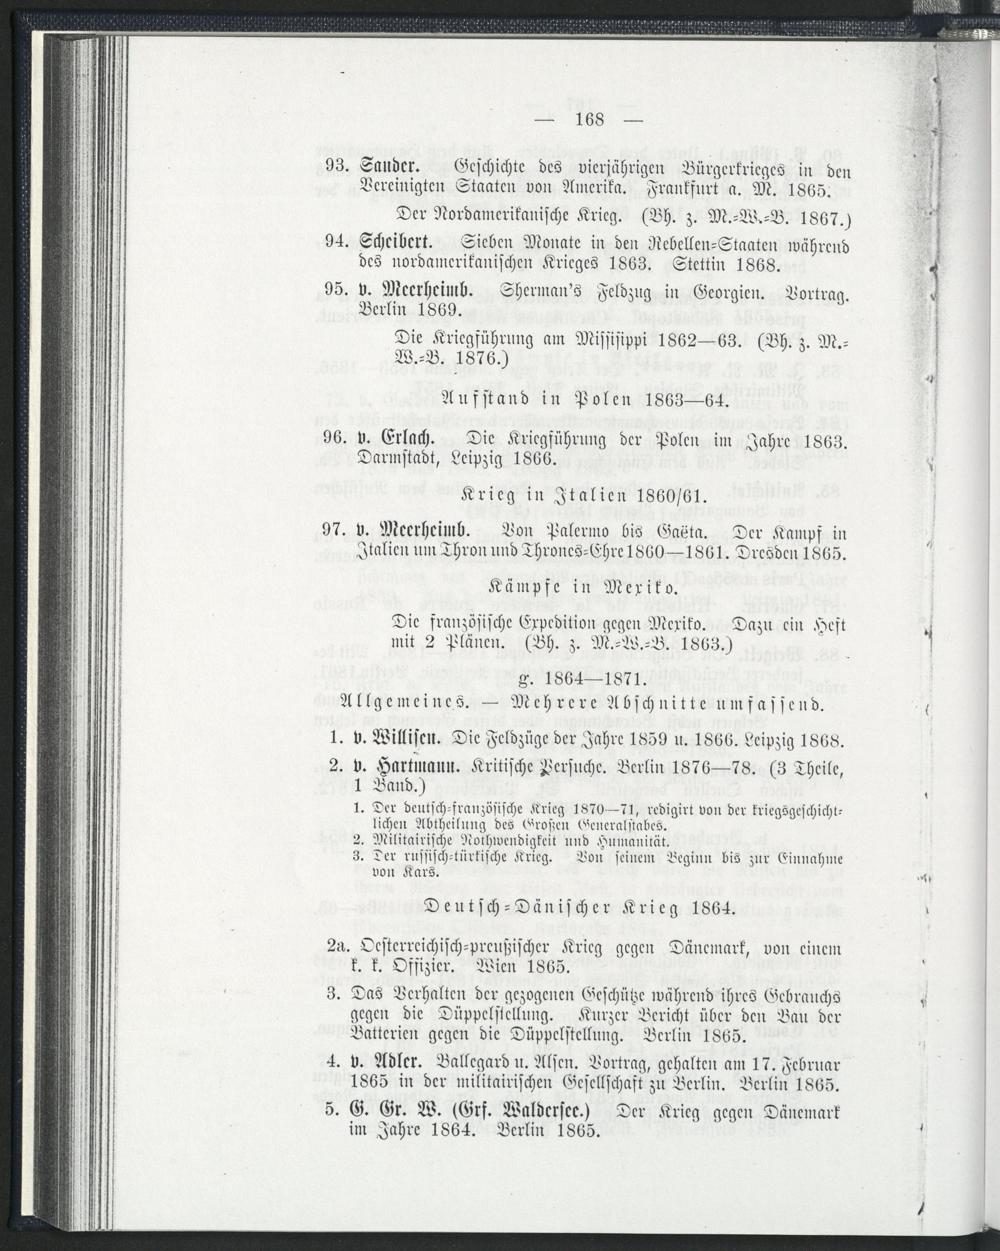 — 168 —
93. Sander. Geschichte des vierjährigen Bürgerkrieges in den
Vereinigten Staaten von Amerika. Frankfurt a. M. 1865.
Der Nordamerikanische Krieg. (Bh. z. M.=W.=B. 1867.)
94. Scheibert. Sieben Monate in den Rebellen=Staaten während
des nordamerikanischen Krieges 1863. Stettin 1868.
95. v. Meerheimb. Sherman's Feldzug in Georgien. Vortrag.
Berlin 1869.
Die Kriegführung am Missisippi 1862—63. (Bh. z. M.=
W.=B. 1876.)
Aufstand in Polen 1863—64.
96. v. Erlach. Die Kriegführung der Polen im Jahre 1863.
Darmstadt, Leipzig 1866.
Krieg in Italien 1860/61.
97. v. Meerheimb. Von Palermo bis Gaëta. Der Kampf in
Italien um Thron und Thrones=Ehre 1860—1861. Dresden 1865.
Kämpfe in Mexiko.
Die französische Expedition gegen Mexiko. Dazu ein Heft
mit 2 Plänen. (Bh. z. M.=W.=B. 1863.)
g. 1864—1871.
Allgemeines. — Mehrere Abschnitte umfassend.
1. v. Willisen. Die Feldzüge der Jahre 1859 u. 1866. Leipzig 1868.
2. v. Hartmann. Kritische Versuche. Berlin 1876—78. (3 Theile,
1 Band.)
1. Der deutsch=französische Krieg 1870—71, redigirt von der kriegsgeschicht=
lichen Abtheilung des Großen Generalstabes.
2. Militairische Nothwendigkeit und Humanität.
3. Der russisch=türkische Krieg. Von seinem Beginn bis zur Einnahme
von Kars.
Deutsch=Dänischer Krieg 1864.
2a. Oesterreichisch=preußischer Krieg gegen Dänemark, von einem
k. k. Offizier. Wien 1865.
3. Das Verhalten der gezogenen Geschütze während ihres Gebrauchs
gegen die Düppelstellung. Kurzer Bericht über den Bau der
Batterien gegen die Düppelstellung. Berlin 1865.
4. v. Adler. Ballegard u. Alsen. Vortrag, gehalten am 17. Februar
1865 in der militairischen Gesellschaft zu Berlin. Berlin 1865.
5. G. Gr. W. (Grf. Waldersee.) Der Krieg gegen Dänemark
im Jahre 1864. Berlin 1865.